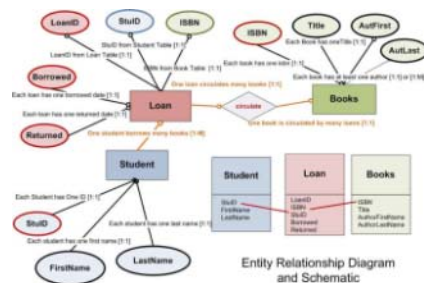 LoanID
StuID
ISBN
LoanID from Loan Table [1:1]
StuID from Student Table [1:1]
ISBN from Book Table [1:1]
ISBN
Title
AutFirst
AutLast
Each book has one isbn [1:1]
Each Book has oneTitle [1:1]
Each book has at least one author [1:1] or [1:M]
Borrowed
Each loan has one borrowed date [1:1]
Each loan has one returned date [1:1]
Returned
Loan
One loan circulates many books [1:1]
circulate
Books
One book is circulated by many loans [1:1]
One student borrows many books [1:M]
Student
Each Student has One ID [1:1]
StuID
Each student has one first name [1:1]
Each student has one last name [1:1]
FirstName
LastName
Student
StuID
FirstName
LastName
Loan
LoanID
ISBN
StuID
Borrowed
Returned
Books
ISBN
Title
AuthorFirstName
AuthorLastName
Entity Relationship Diagram
and Schematic